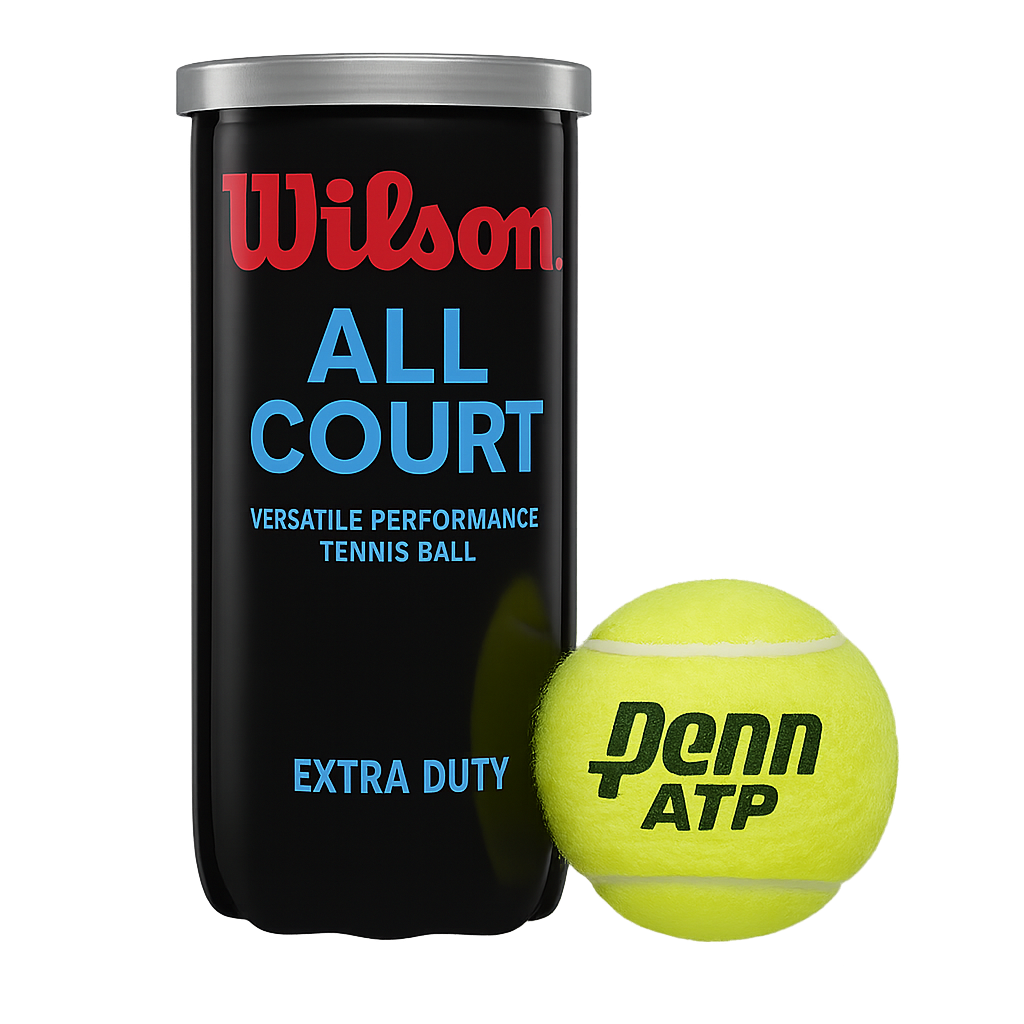 Wilson.
ALL
COURT
VERSATILE PERFORMANCE
TENNIS BALL
EXTRA DUTY
Penn
ATP